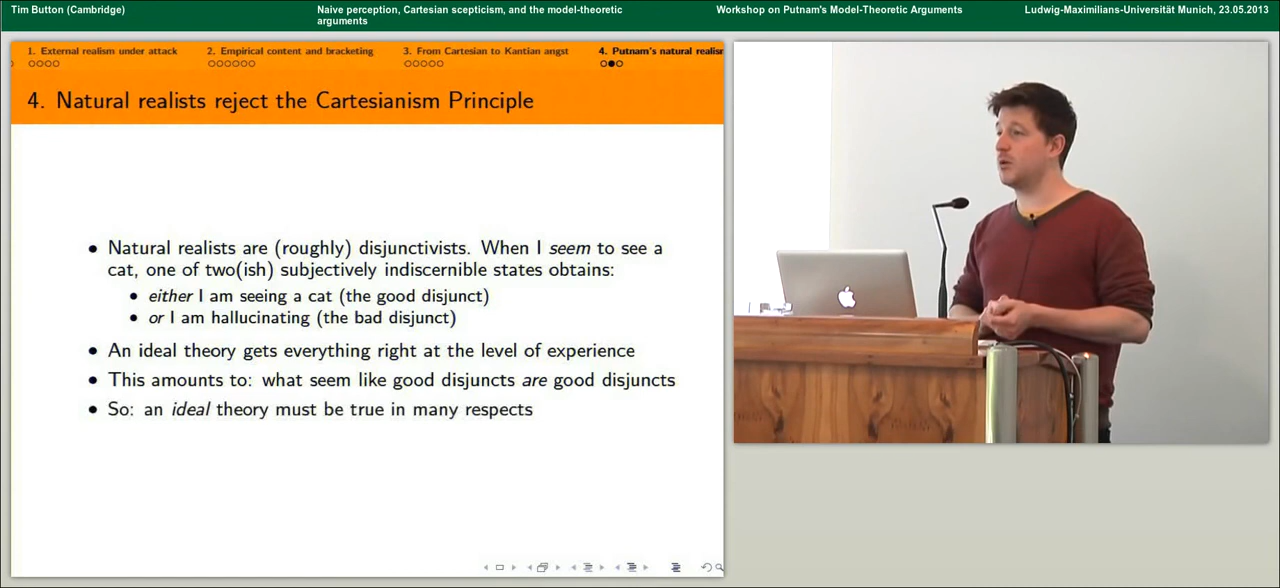 Tim Button (Cambridge)
Naive perception, Cartesian scepticism, and the model-theoretic
arguments
Workshop on Putnam's Model-Theoretic Arguments
Ludwig-Maximilians-Universität Munich, 23.05.2013
1. External realism under attack
2. Empirical content and bracketing
3. From Cartesian to Kantian angst
4. Putnam's natural realism
4. Natural realists reject the Cartesianism Principle
• Natural realists are (roughly) disjunctivists. When I seem to see a
cat, one of two(ish) subjectively indiscernible states obtains:
• either I am seeing a cat (the good disjunct)
• or I am hallucinating (the bad disjunct)
• An ideal theory gets everything right at the level of experience
• This amounts to: what seem like good disjuncts are good disjuncts
• So: an ideal theory must be true in many respects